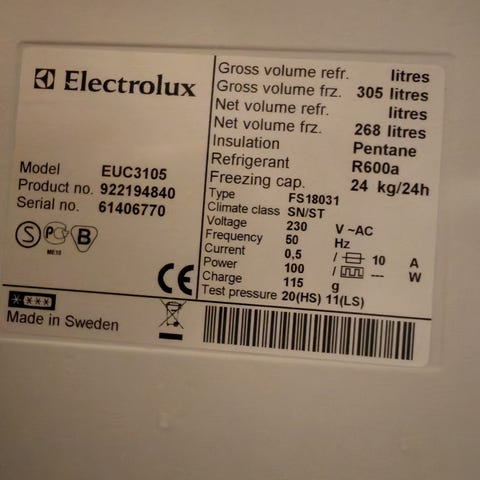 Electrolux
Model EUC3105
Product no. 922194840
Serial no. 61406770
S PC B
ME10
CE
Made in Sweden
Gross volume refr. litres
Gross volume frz. 305 litres
Net volume refr. litres
Net volume frz. 268 litres
Insulation Pentane
Refrigerant R600a
Freezing cap. 24 kg/24h
Type FS18031
Climate class SN/ST
Voltage 230 V ~AC
Frequency 50 Hz
Current 0,5 / 10 A
Power 100 / --- W
Charge 115 g
Test pressure 20(HS) 11(LS)